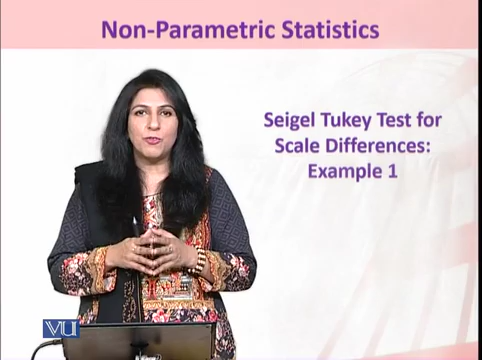 Non-Parametric Statistics
Seigel Tukey Test for
Scale Differences:
Example 1
VU